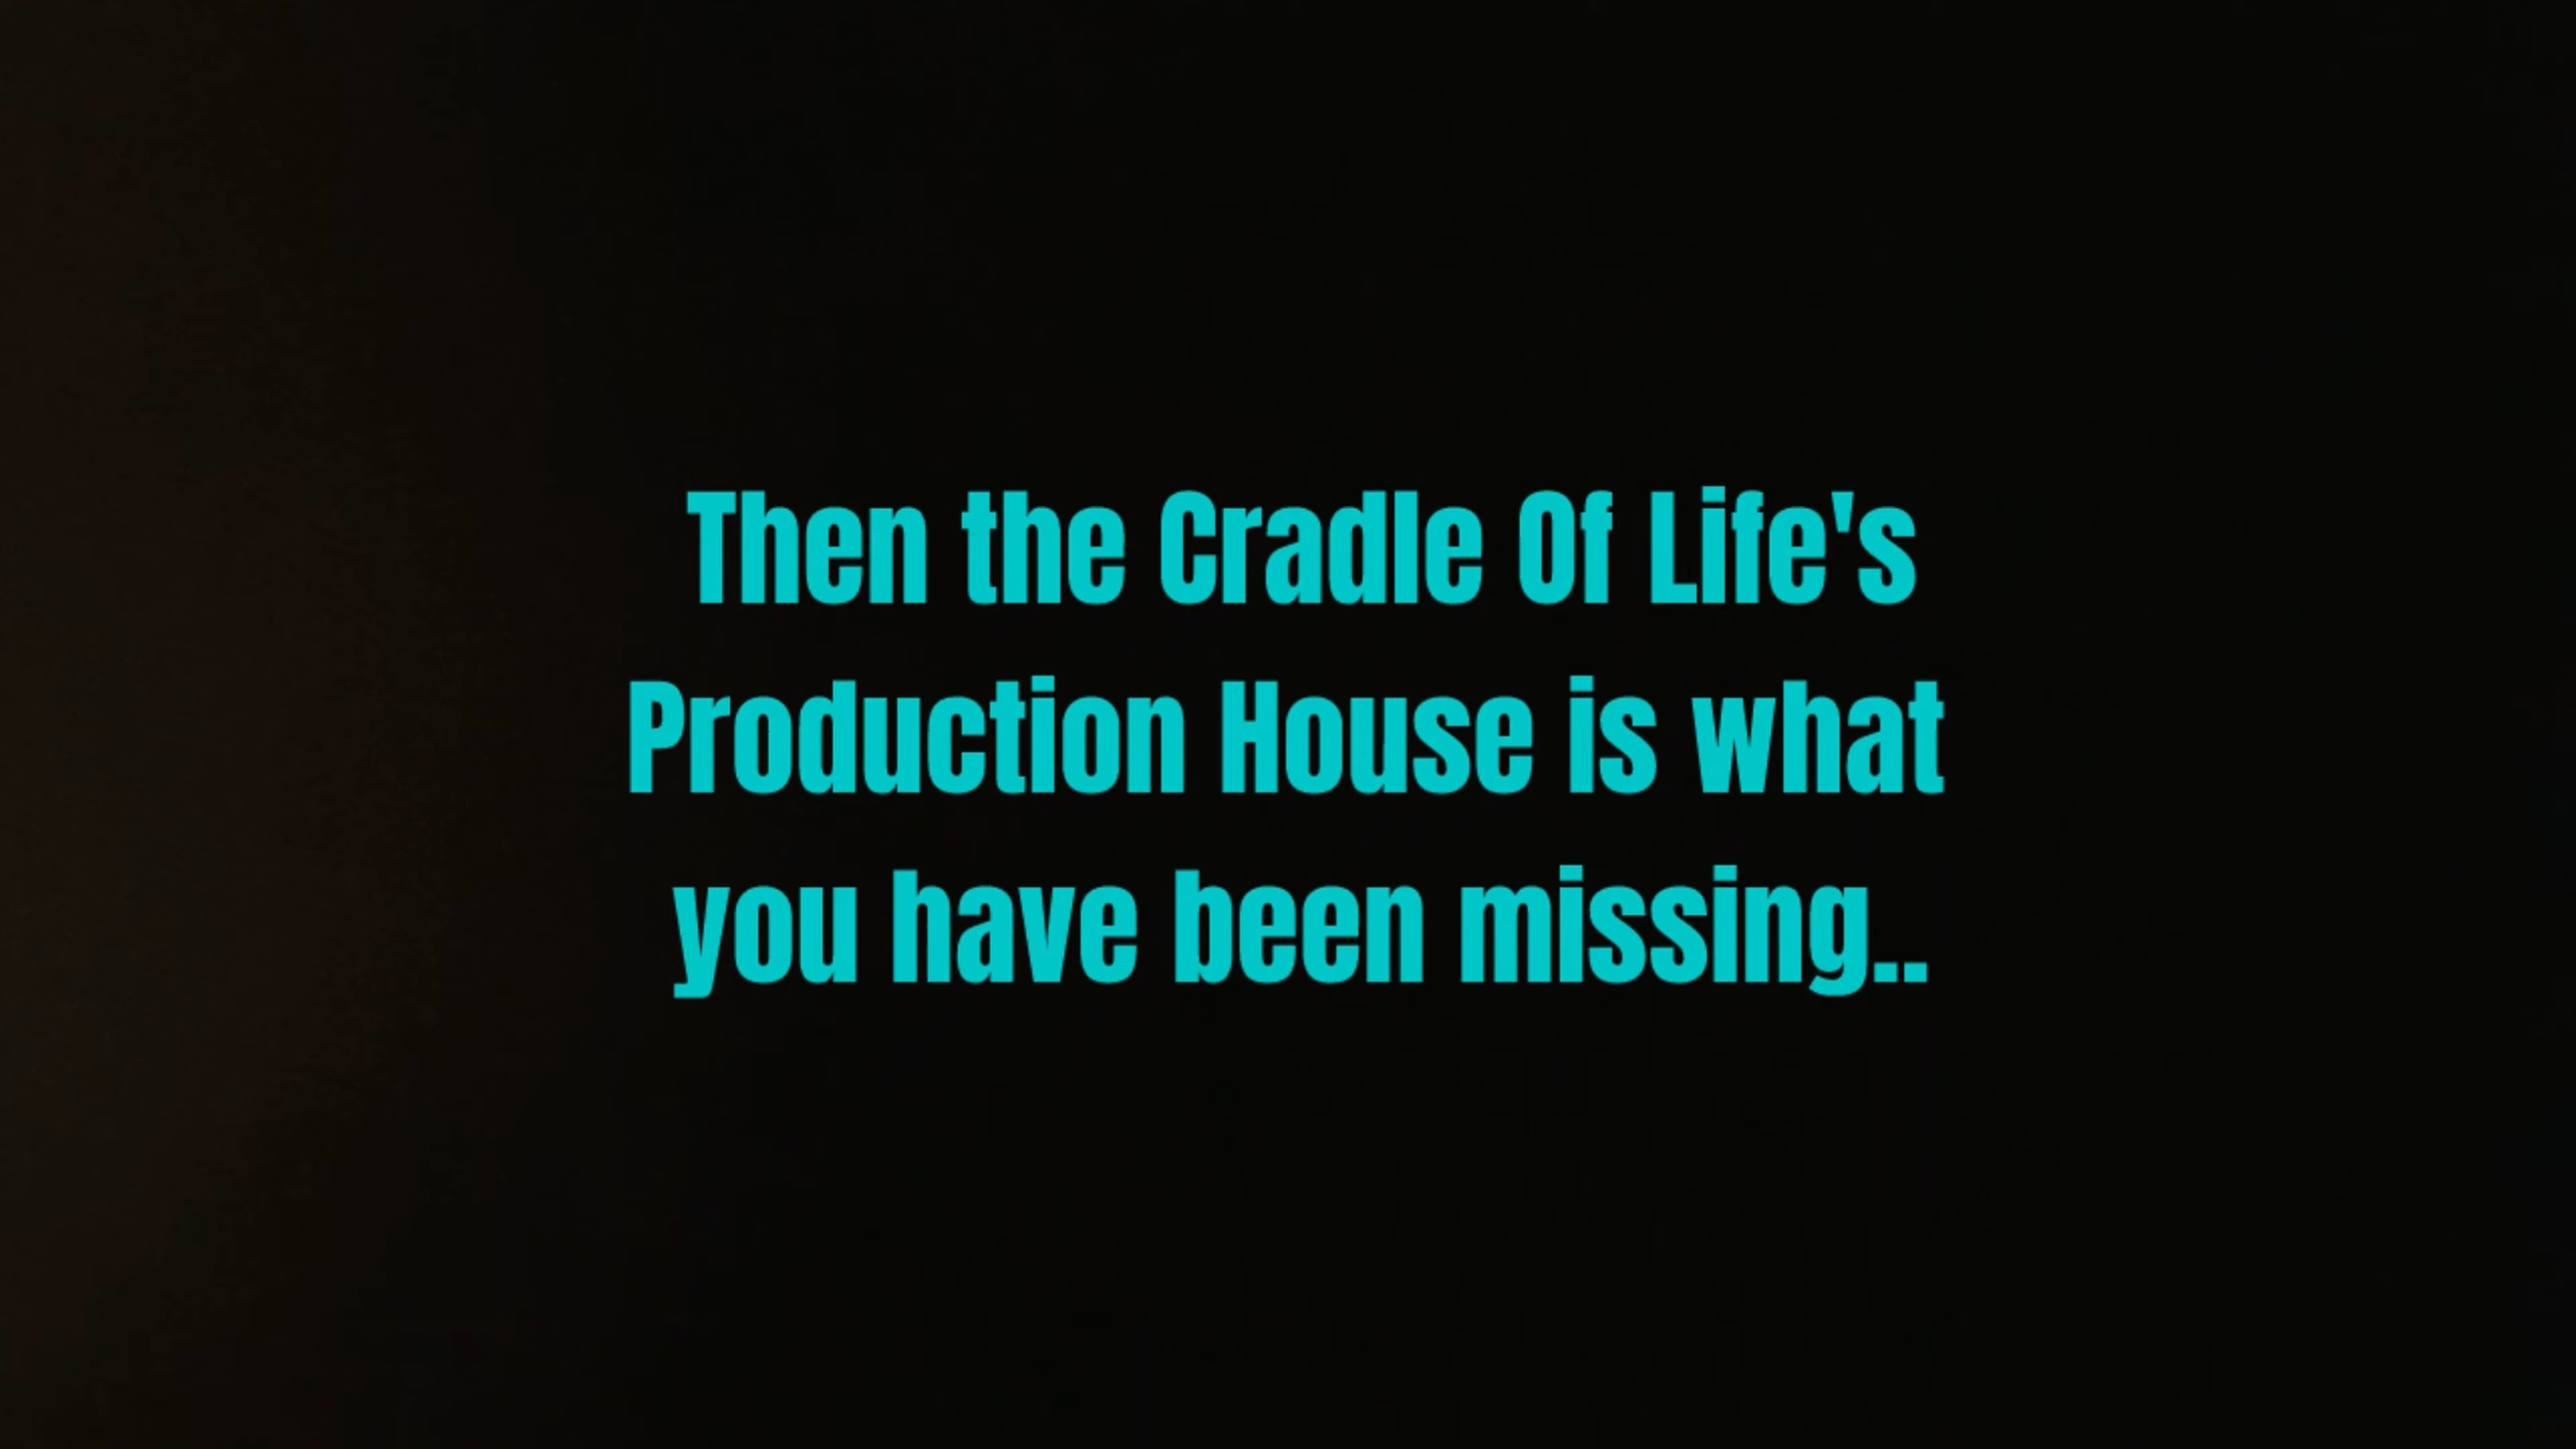 Then the Cradle Of Life's
Production House is what
you have been missing..